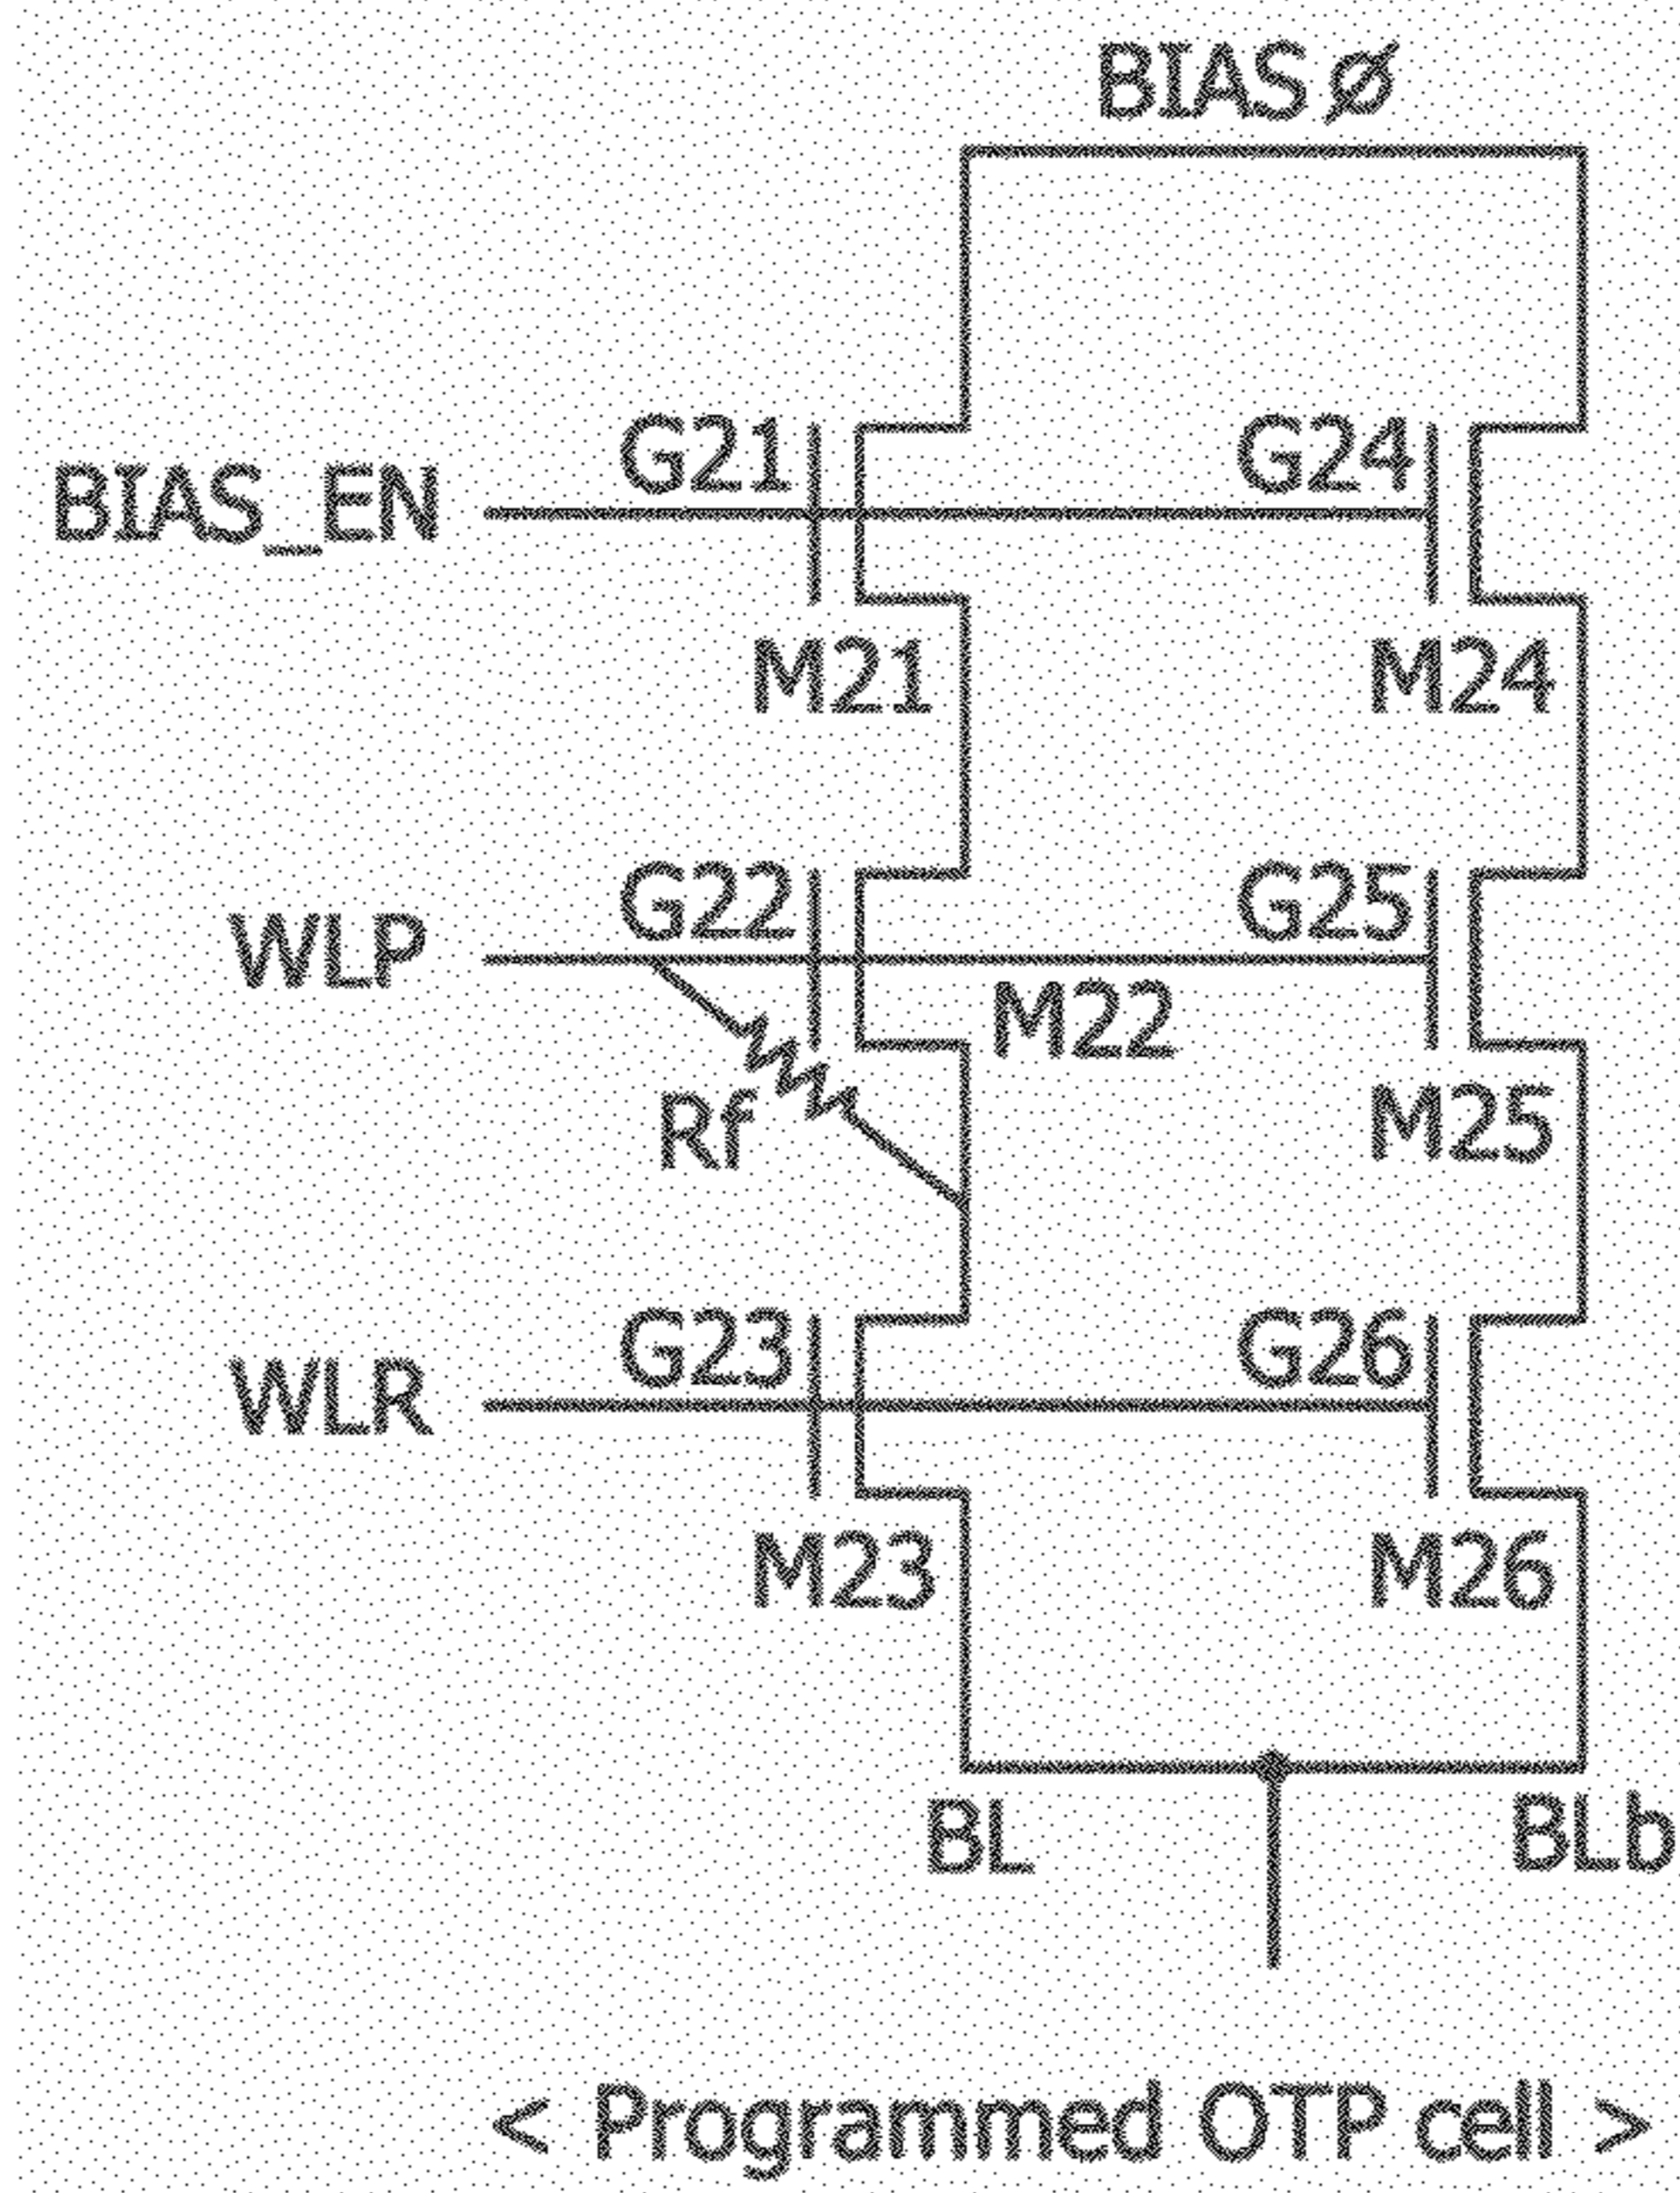 BIAS Ø
G21
G24
BIAS_EN
M21
M24
G22
G25
WLP
M22
Rf
M25
G23
G26
WLR
M23
M26
BL
BLb
< Programmed OTP cell >